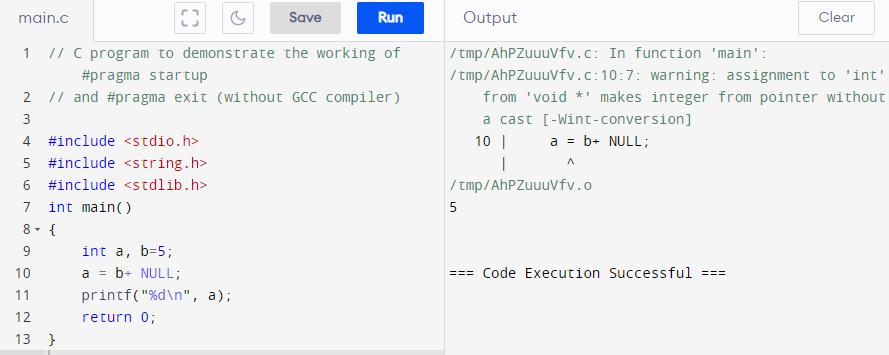 main.c
Save
Run
Output
Clear
1 // C program to demonstrate the working of
#pragma startup
2 // and #pragma exit (without GCC compiler)
3
4 #include <stdio.h>
5 #include <string.h>
6 #include <stdlib.h>
7 int main()
8 {
9 int a, b=5;
10 a = b+ NULL;
11 printf("%d\n", a);
12 return 0;
13 }
/tmp/AhPZuuuVfv.c: In function 'main':
/tmp/AhPZuuuVfv.c:10:7: warning: assignment to 'int'
from 'void *' makes integer from pointer without
a cast [-Wint-conversion]
10 | a = b+ NULL;
| ^
/tmp/AhPZuuuVfv.o
5
=== Code Execution Successful ===